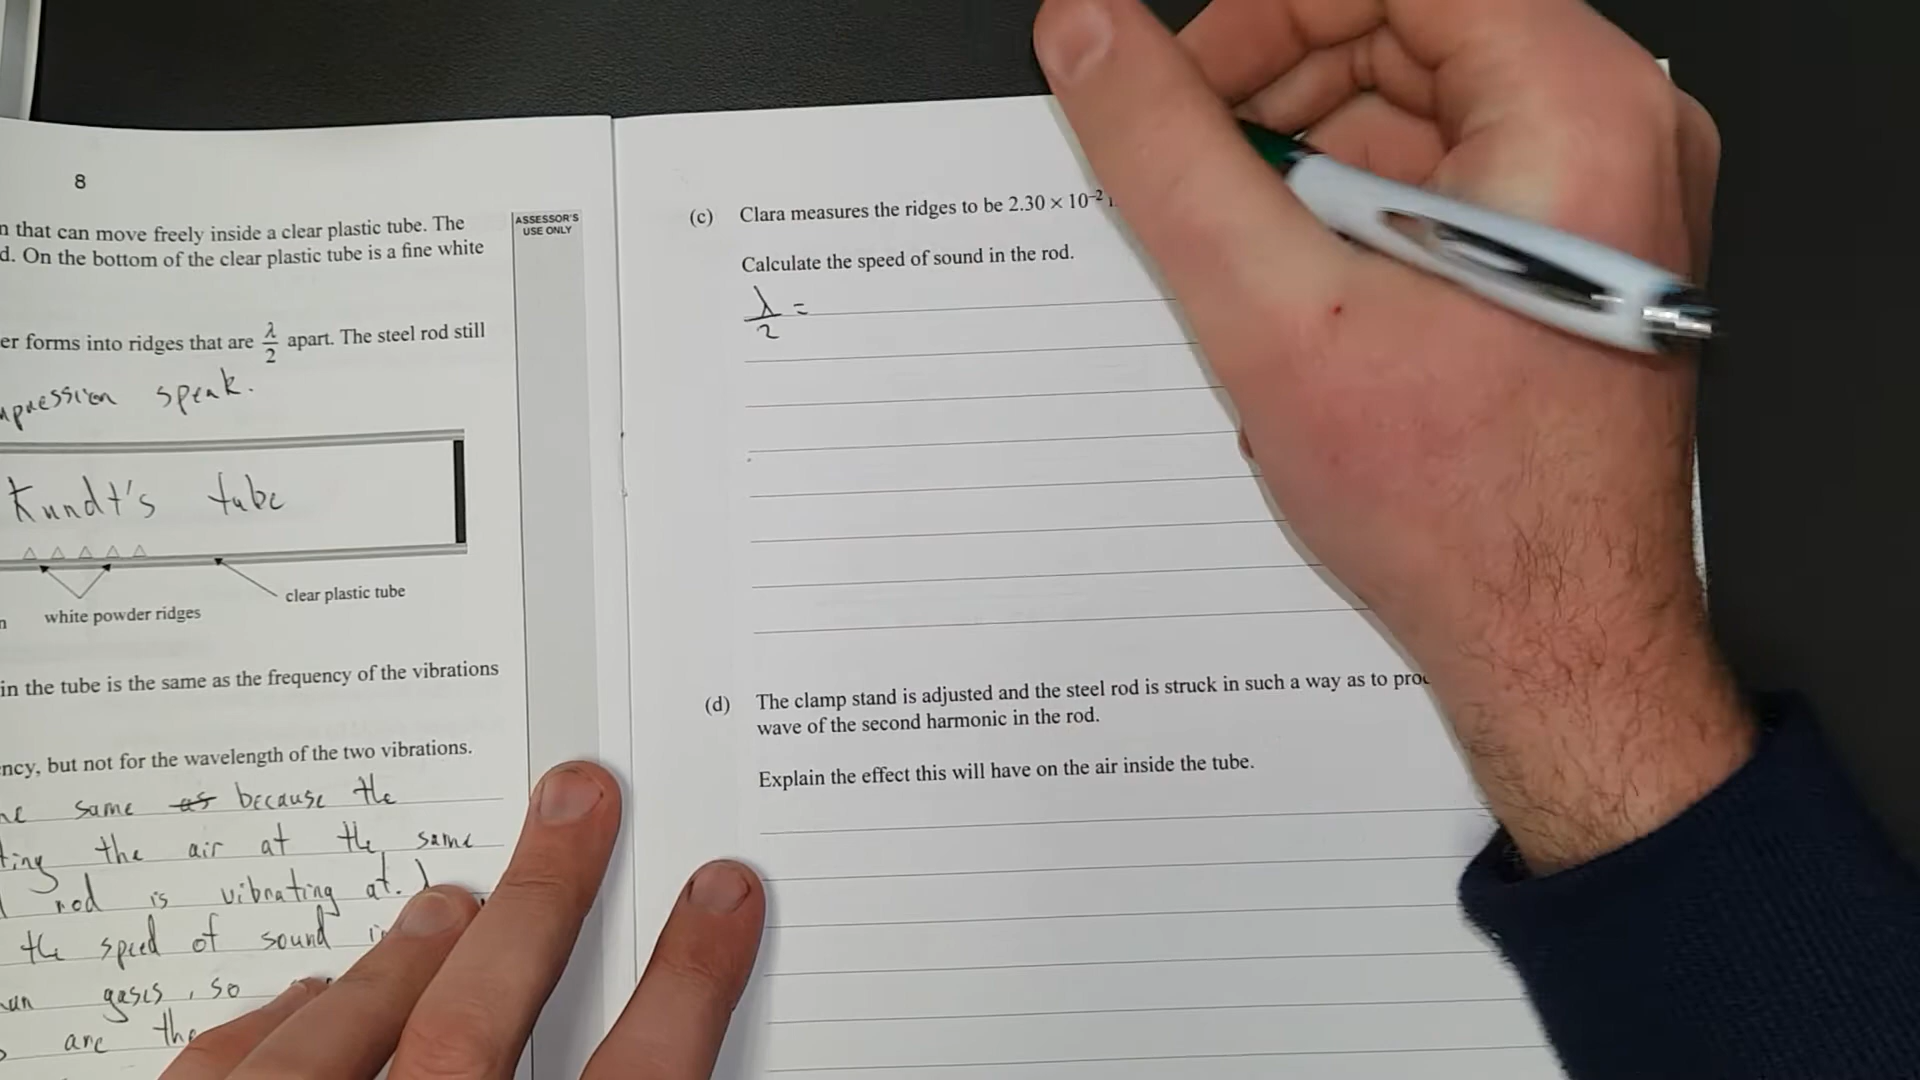 8
n that can move freely inside a clear plastic tube. The
d. On the bottom of the clear plastic tube is a fine white
ASSESSOR'S
USE ONLY
er forms into ridges that are λ/2 apart. The steel rod still
mpression speak.
Kundt's tube
white powder ridges
clear plastic tube
in the tube is the same as the frequency of the vibrations
ncy, but not for the wavelength of the two vibrations.
same as because the
ting the air at the same
rod is vibrating at.
the speed of sound
gases, so
are the
(c) Clara measures the ridges to be 2.30 × 10⁻²
Calculate the speed of sound in the rod.
λ/2 =
(d) The clamp stand is adjusted and the steel rod is struck in such a way as to pro
wave of the second harmonic in the rod.
Explain the effect this will have on the air inside the tube.